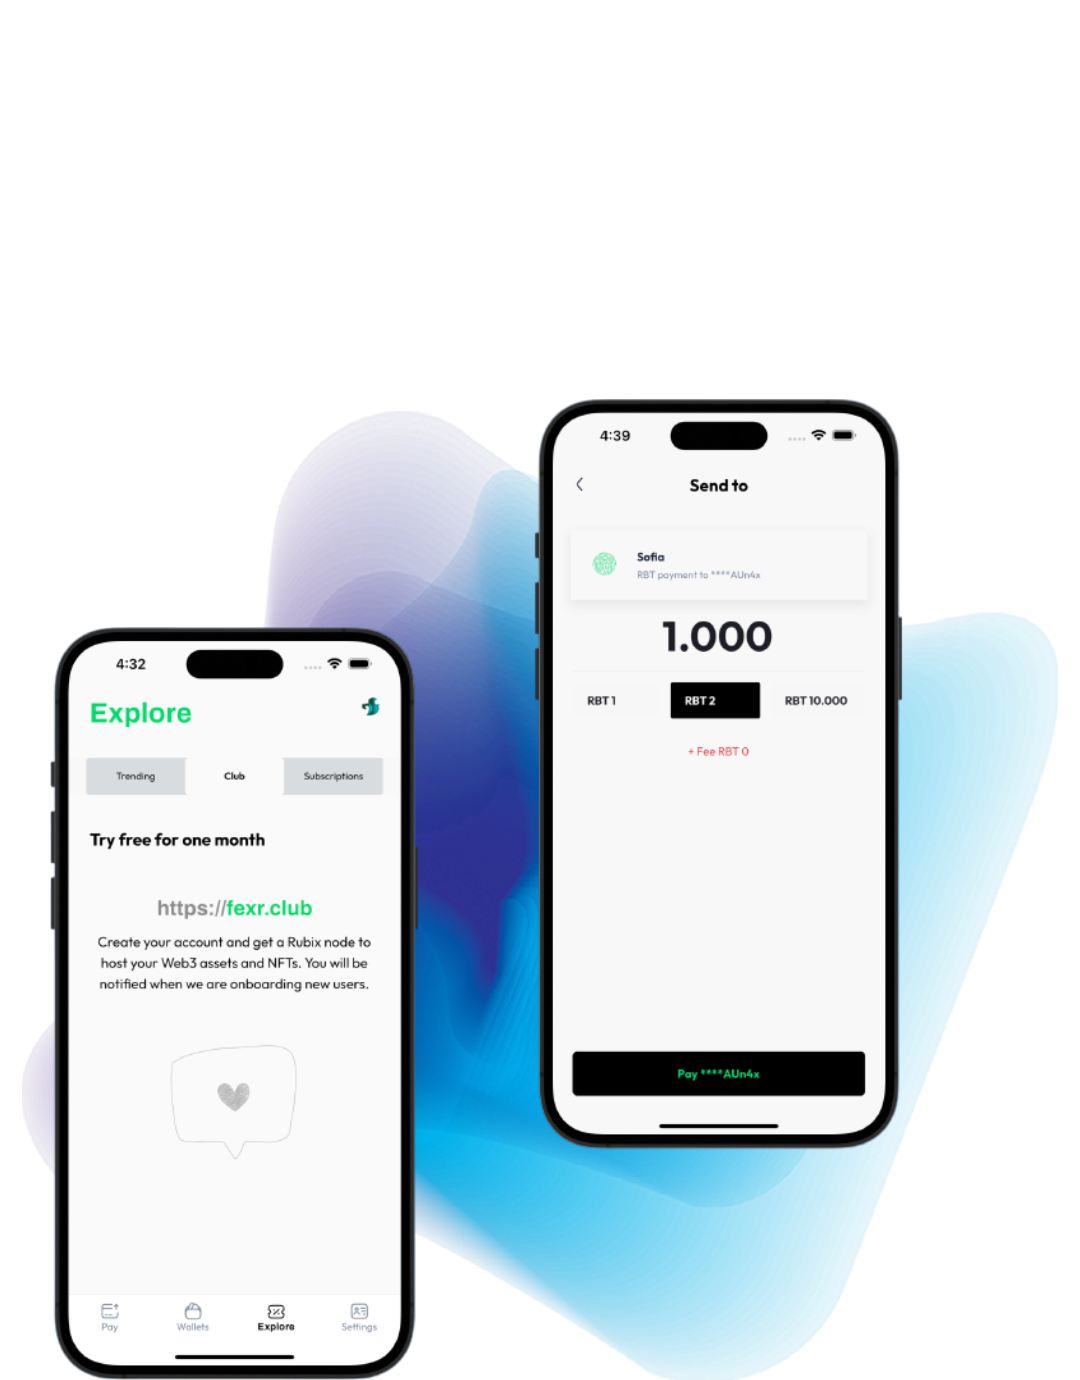 4:39
Send to
Sofia
RBT payment to ****AUn4x
1.000
RBT 1
RBT 2
RBT 10.000
+ Fee RBT 0
Pay ****AUn4x
4:32
Explore
Trending
Club
Subscriptions
Try free for one month
https://fexr.club
Create your account and get a Rubix node to
host your Web3 assets and NFTs. You will be
notified when we are onboarding new users.
Pay
Wallets
Explore
Settings